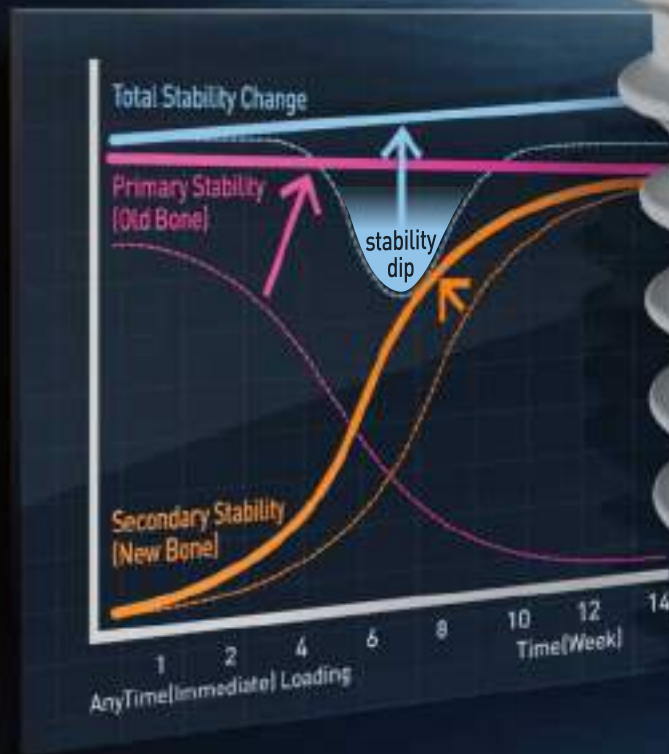 Total Stability Change
Primary Stability
(Old Bone)
stability
dip
Secondary Stability
(New Bone)
1 2 4 6 8 10 12 14
Time(Week)
AnyTime(Immediate) Loading